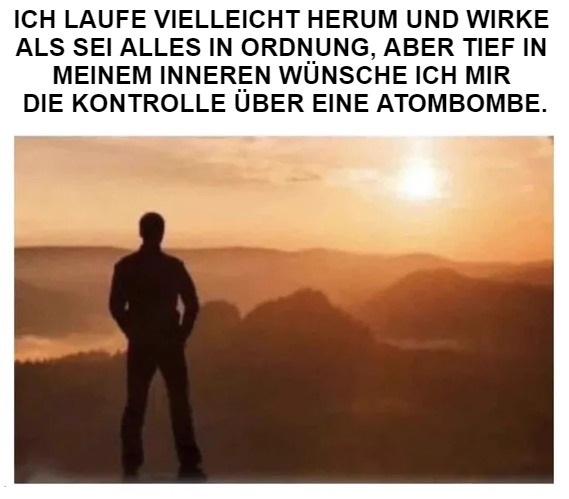 ICH LAUFE VIELLEICHT HERUM UND WIRKE
ALS SEI ALLES IN ORDNUNG, ABER TIEF IN
MEINEM INNEREN WÜNSCHE ICH MIR
DIE KONTROLLE ÜBER EINE ATOMBOMBE.